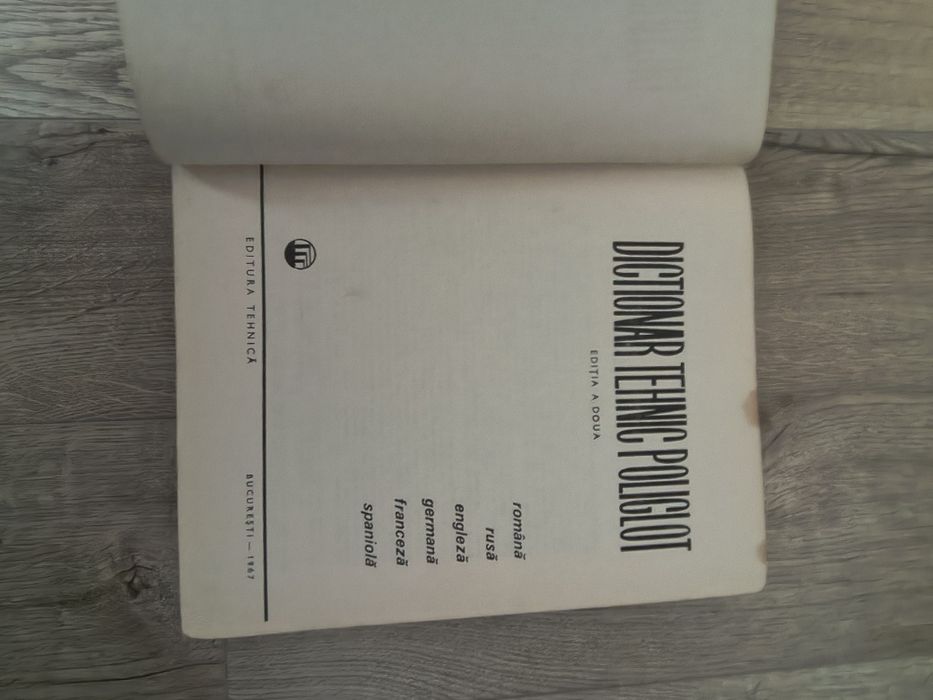 DICTIONAR TEHNIC POLIGLOT
EDIȚIA A DOUA
română
rusă
engleză
germană
franceză
spaniolă
EDITURA TEHNICĂ
BUCUREȘTI — 1967